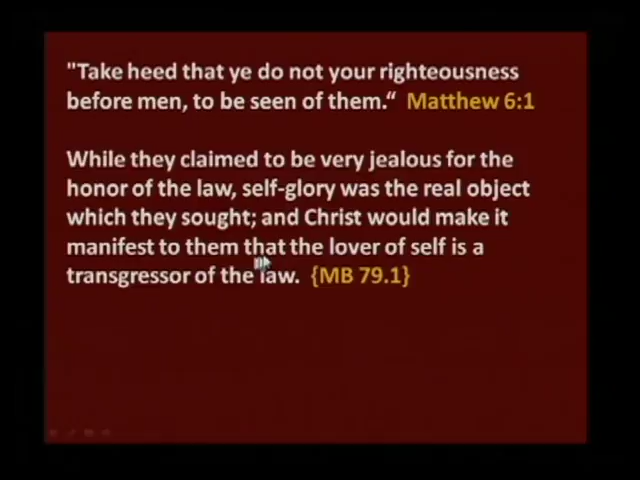 "Take heed that ye do not your righteousness
before men, to be seen of them.“ Matthew 6:1
While they claimed to be very jealous for the
honor of the law, self-glory was the real object
which they sought; and Christ would make it
manifest to them that the lover of self is a
transgressor of the law. {MB 79.1}